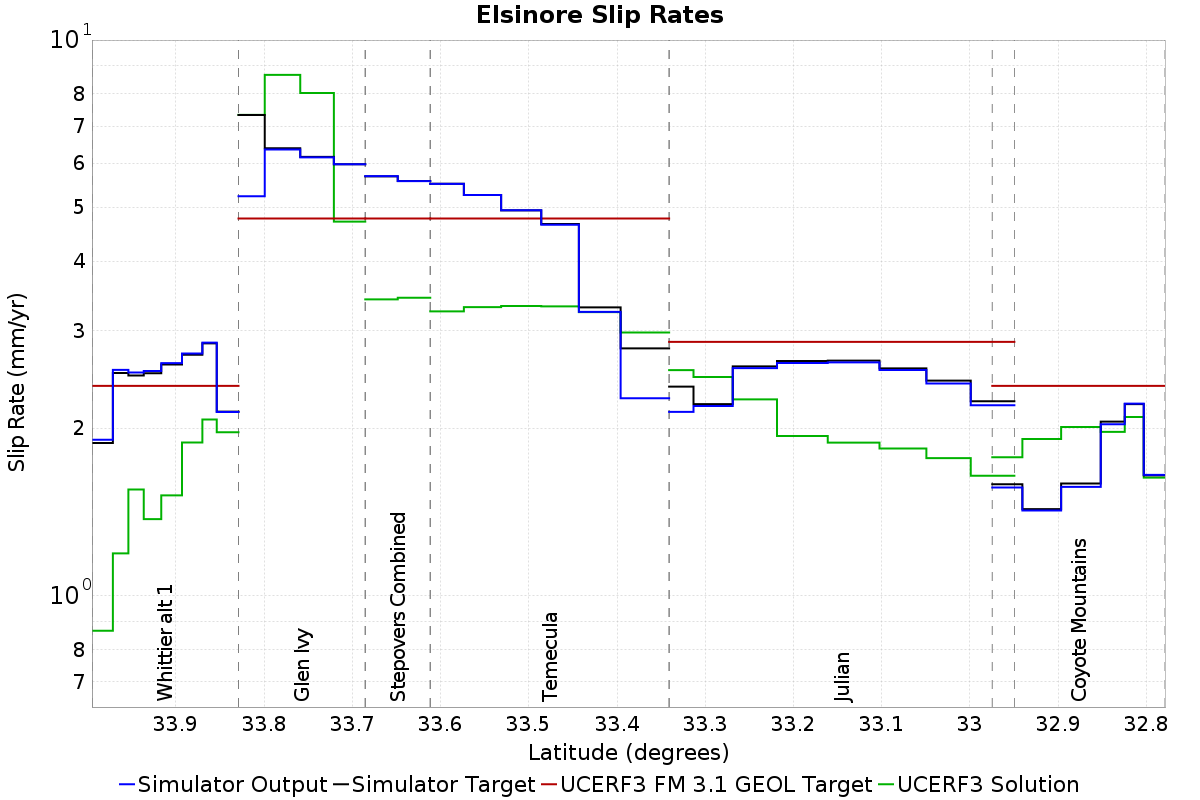 Elsinore Slip Rates
10^1
8
7
6
5
4
3
2
10^0
8
7
Slip Rate (mm/yr)
Whittier alt 1
Glen Ivy
Stepovers Combined
Temecula
Julian
Coyote Mountains
33.9 33.8 33.7 33.6 33.5 33.4 33.3 33.2 33.1 33 32.9 32.8
Latitude (degrees)
Simulator Output Simulator Target UCERF3 FM 3.1 GEOL Target UCERF3 Solution